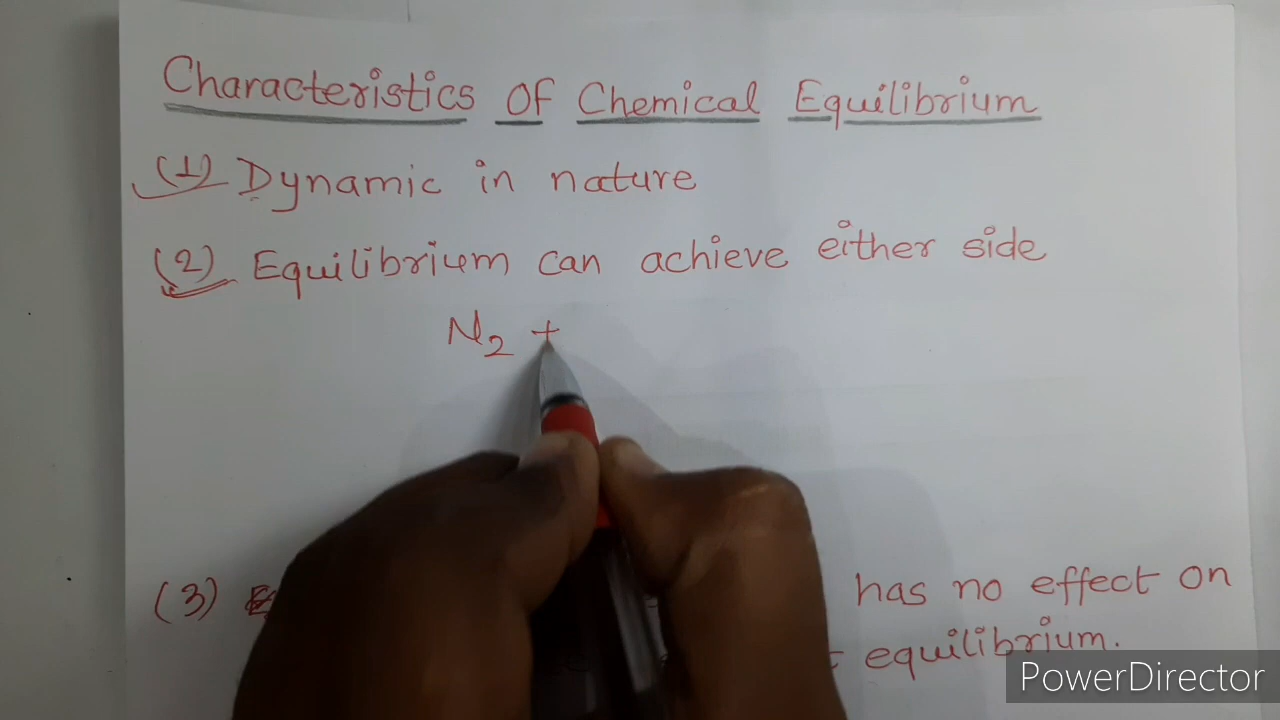 Characteristics Of Chemical Equilibrium
(1) Dynamic in nature
(2) Equilibrium can achieve either side
N₂ +
(3) has no effect on
equilibrium.
PowerDirector